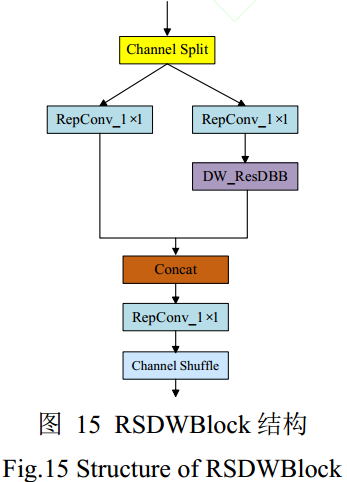 Channel Split
RepConv_1×1
RepConv_1×1
DW_ResDBB
Concat
RepConv_1×1
Channel Shuffle
图 15 RSDWBlock 结构
Fig.15 Structure of RSDWBlock